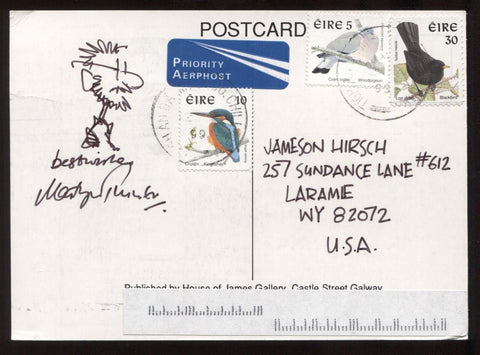 POSTCARD
PRIORITY
AERPHOST
ÉIRE 5
ÉIRE
30
ÉIRE 10
best wishes
JAMESON HIRSCH
257 SUNDANCE LANE #612
LARAMIE
WY 82072
U.S.A.
Published by House of James Gallery, Castle Street Galway